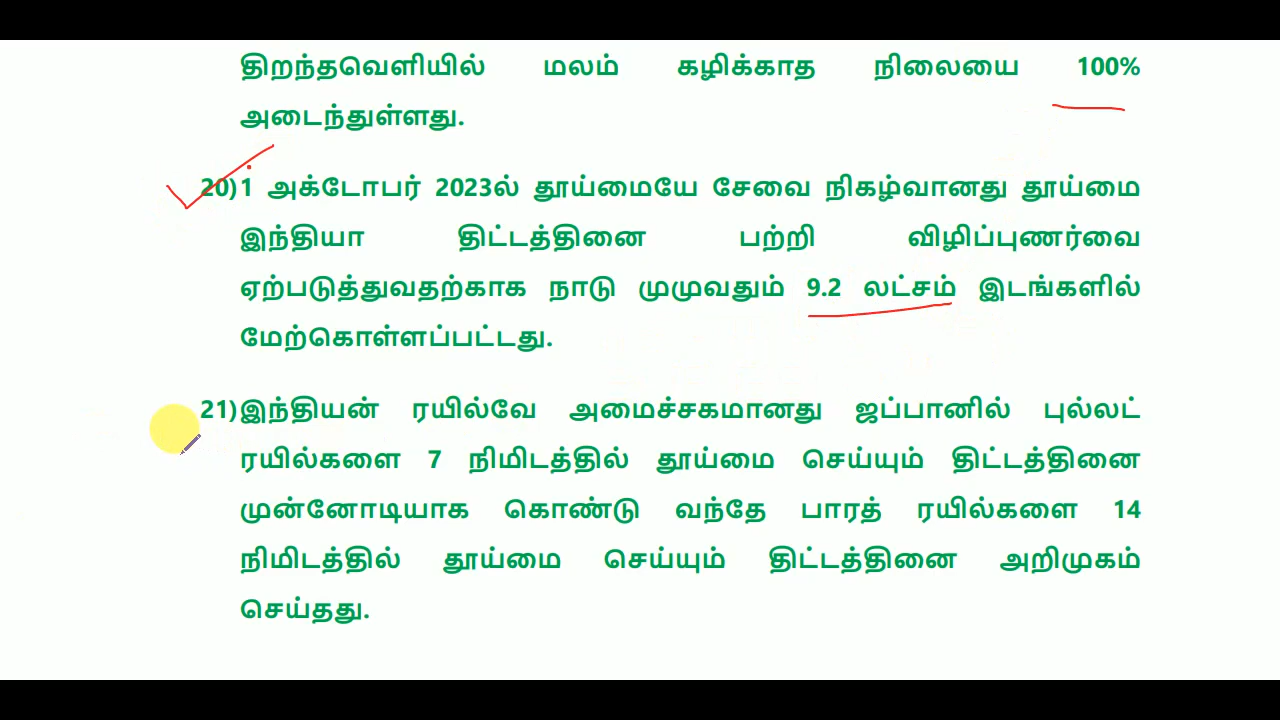 திறந்தவெளியில் மலம் கழிக்காத நிலையை 100%
அடைந்துள்ளது.
20)1 அக்டோபர் 2023ல் தூய்மையே சேவை நிகழ்வானது தூய்மை
இந்தியா திட்டத்தினை பற்றி விழிப்புணர்வை
ஏற்படுத்துவதற்காக நாடு முமுவதும் 9.2 லட்சம் இடங்களில்
மேற்கொள்ளப்பட்டது.
21)இந்தியன் ரயில்வே அமைச்சகமானது ஜப்பானில் புல்லட்
ரயில்களை 7 நிமிடத்தில் தூய்மை செய்யும் திட்டத்தினை
முன்னோடியாக கொண்டு வந்தே பாரத் ரயில்களை 14
நிமிடத்தில் தூய்மை செய்யும் திட்டத்தினை அறிமுகம்
செய்தது.